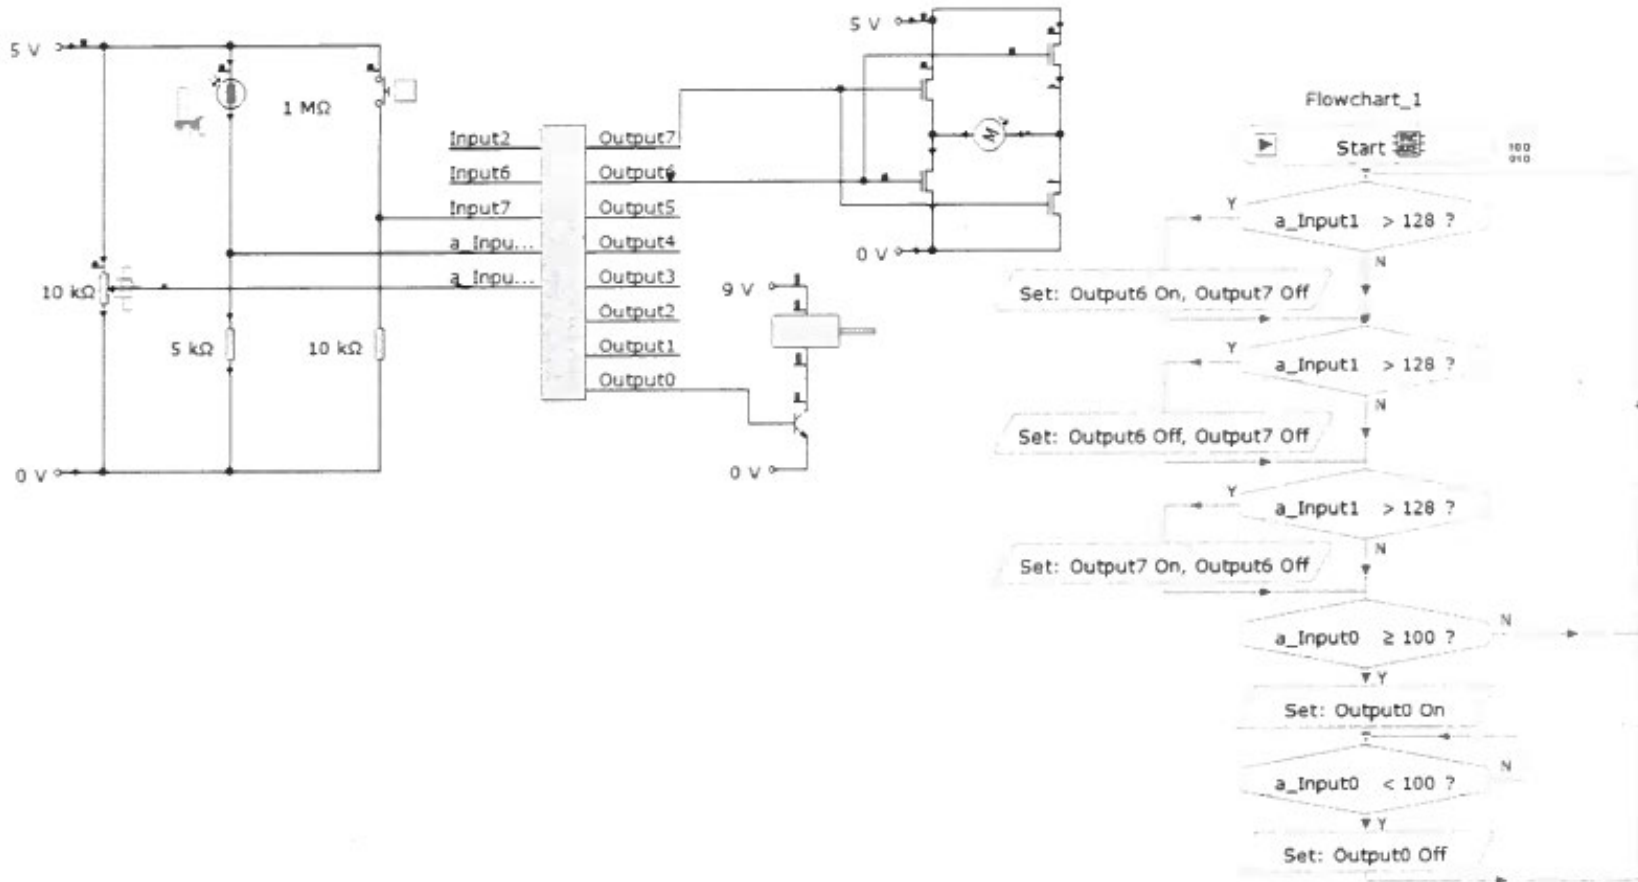 5 V
1 MΩ
10 kΩ
5 kΩ
10 kΩ
0 V
Input2
Input6
Input7
a_Inpu...
a_Inpu...
Output7
Output6
Output5
Output4
Output3
Output2
Output1
Output0
5 V
M
0 V
9 V
0 V
Flowchart_1
Start
100
010
a_Input1 > 128 ?
Y
N
Set: Output6 On, Output7 Off
a_Input1 > 128 ?
Y
N
Set: Output6 Off, Output7 Off
a_Input1 > 128 ?
Y
N
Set: Output7 On, Output6 Off
a_Input0 ≥ 100 ?
N
Y
Set: Output0 On
a_Input0 < 100 ?
N
Y
Set: Output0 Off